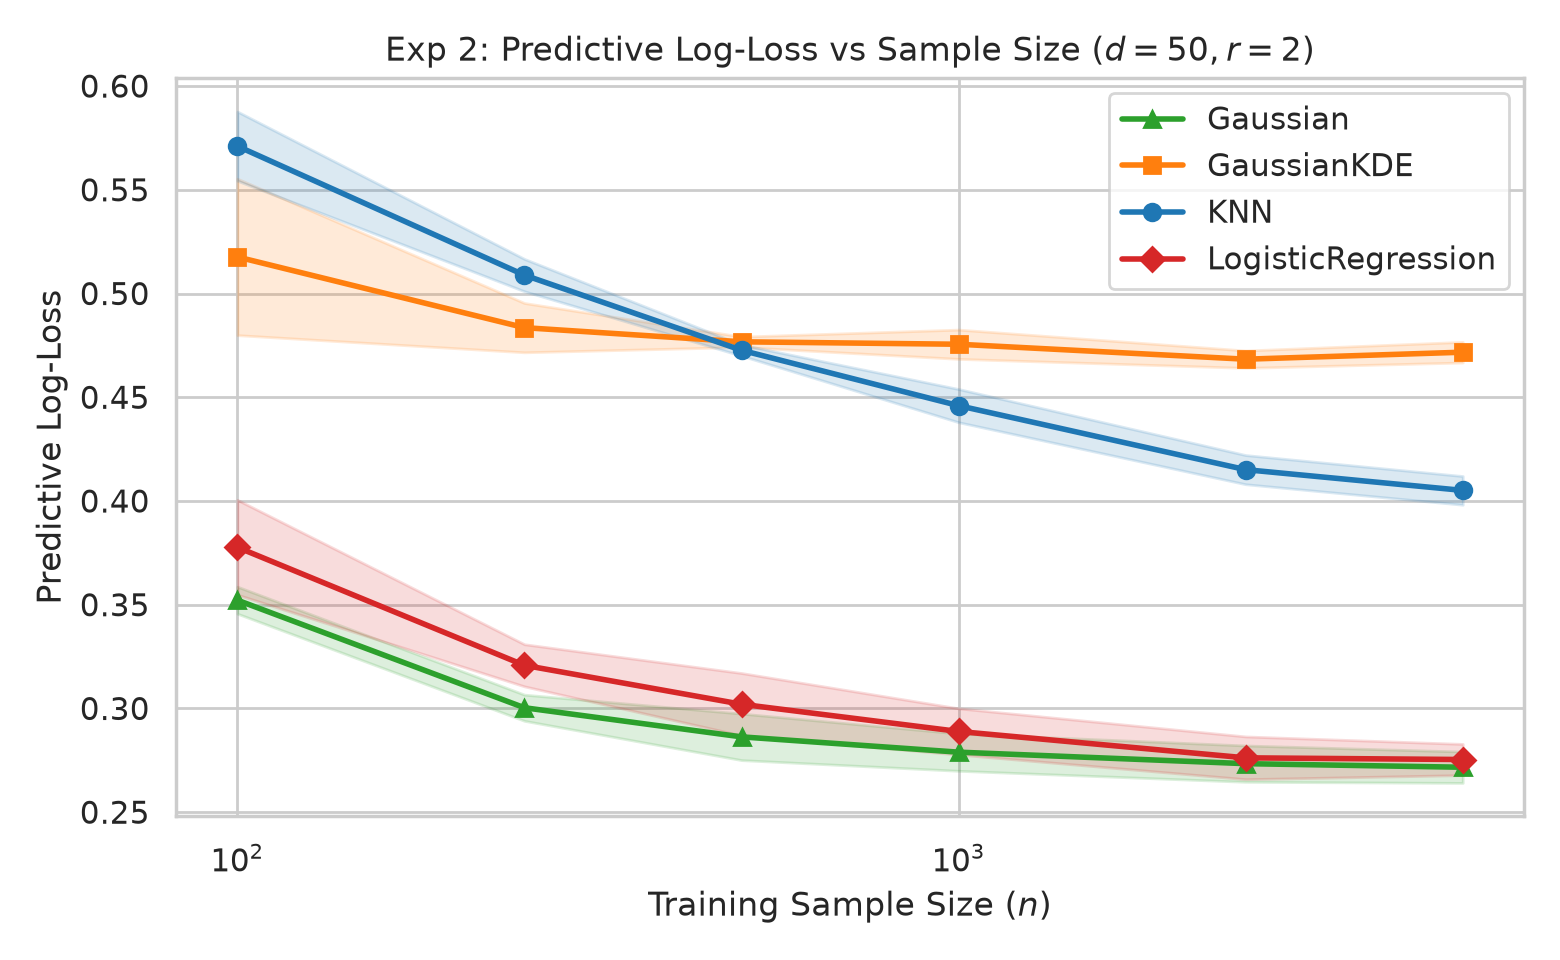 Exp 2: Predictive Log-Loss vs Sample Size (d = 50, r = 2)
0.60
0.55
0.50
0.45
0.40
0.35
0.30
0.25
Predictive Log-Loss
Gaussian
GaussianKDE
KNN
LogisticRegression
10² 10³
Training Sample Size (n)